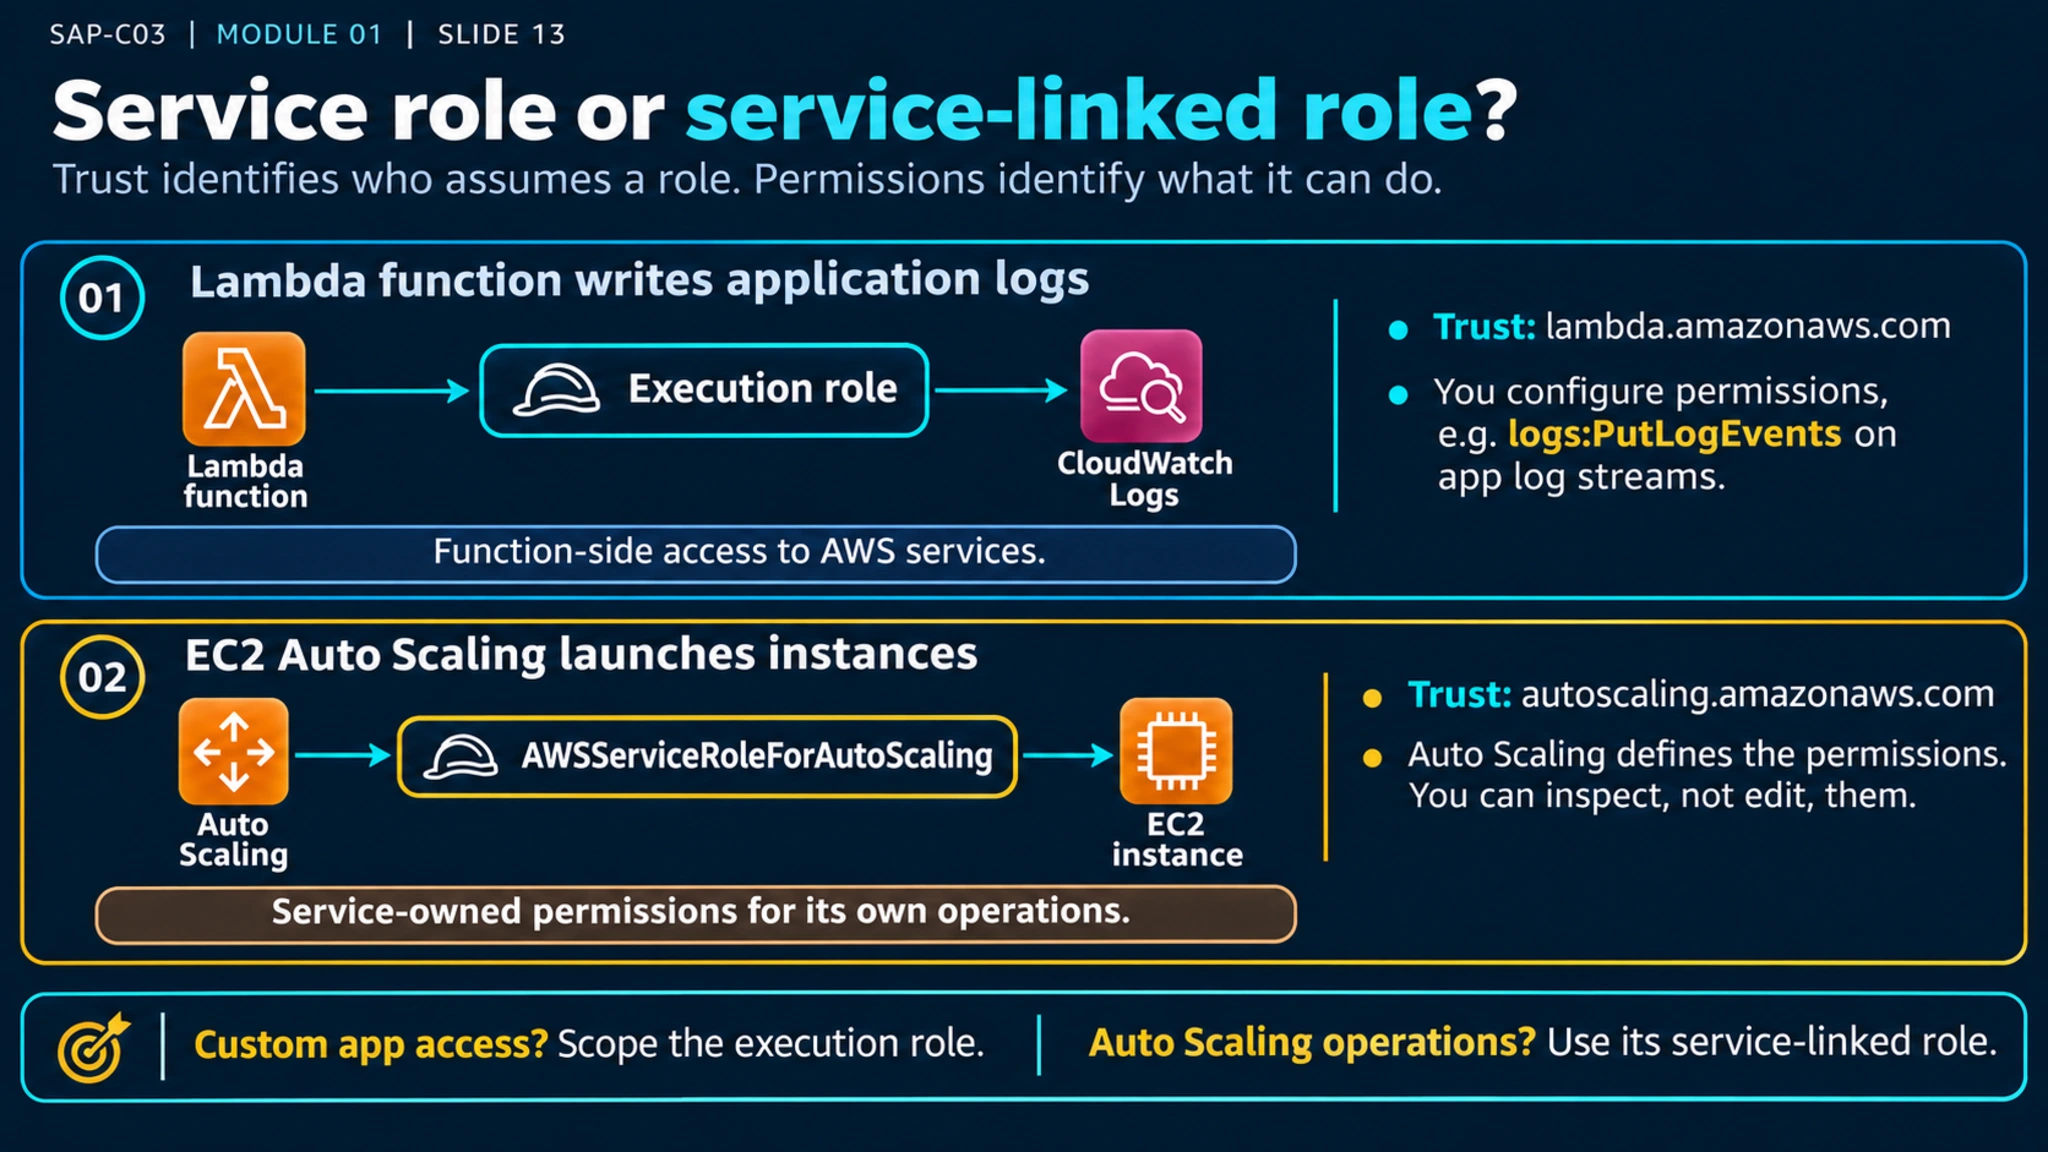 SAP-C03 | MODULE 01 | SLIDE 13
Service role or service-linked role?
Trust identifies who assumes a role. Permissions identify what it can do.
01
Lambda function writes application logs
Lambda
function
Execution role
CloudWatch
Logs
Function-side access to AWS services.
Trust: lambda.amazonaws.com
You configure permissions,
e.g. logs:PutLogEvents on
app log streams.
02
EC2 Auto Scaling launches instances
Auto
Scaling
AWSServiceRoleForAutoScaling
EC2
instance
Service-owned permissions for its own operations.
Trust: autoscaling.amazonaws.com
Auto Scaling defines the permissions.
You can inspect, not edit, them.
Custom app access? Scope the execution role.
Auto Scaling operations? Use its service-linked role.